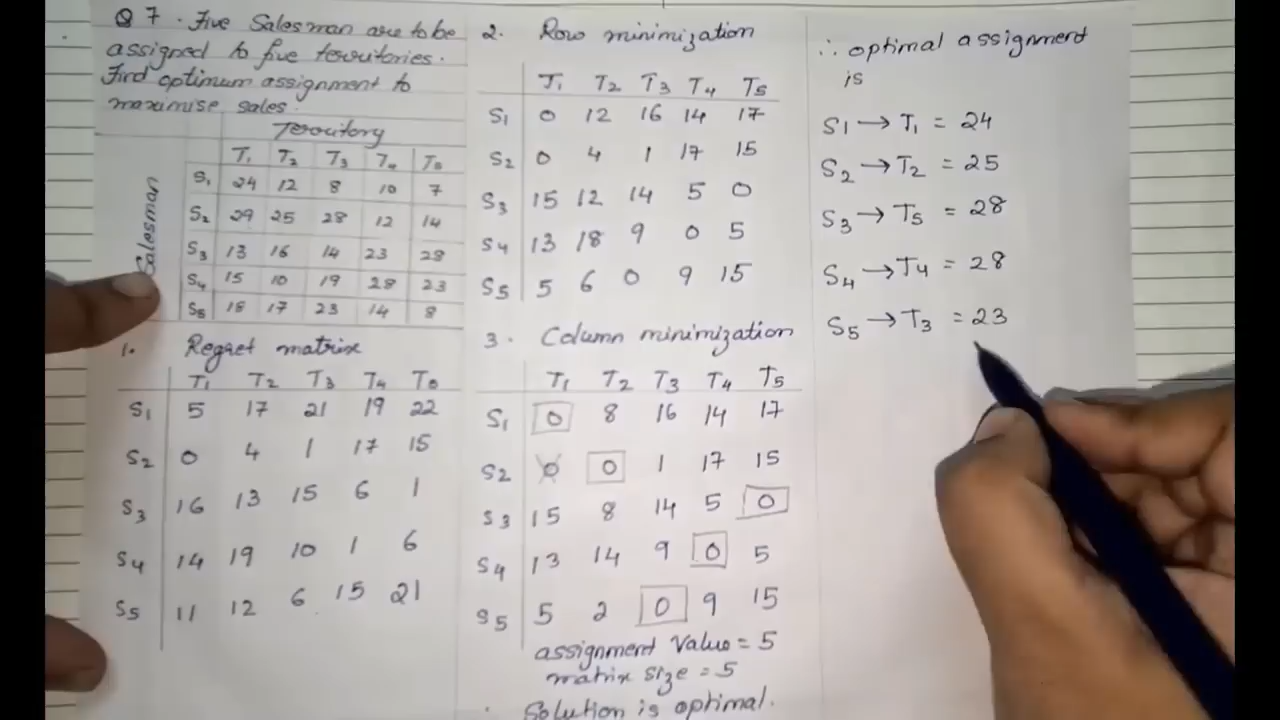 Q 7. Five Salesman are to be
assigned to five territories.
Find optimum assignment to
maximise sales.
Territory
Salesman
T1 T2 T3 T4 T5
S1 24 12 8 10 7
S2 29 25 28 12 14
S3 13 16 14 23 28
S4 15 10 19 28 23
S5 18 17 23 14 8
1. Regret matrix
T1 T2 T3 T4 T5
S1 5 17 21 19 22
S2 0 4 1 17 15
S3 16 13 15 6 1
S4 14 19 10 1 6
S5 11 12 6 15 21
2. Row minimization
T1 T2 T3 T4 T5
S1 0 12 16 14 17
S2 0 4 1 17 15
S3 15 12 14 5 0
S4 13 18 9 0 5
S5 5 6 0 9 15
3. Column minimization
T1 T2 T3 T4 T5
S1 0 8 16 14 17
S2 0 0 1 17 15
S3 15 8 14 5 0
S4 13 14 9 0 5
S5 5 2 0 9 15
assignment value = 5
matrix size = 5
Solution is optimal.
∴ optimal assignment
is
S1 → T1 = 24
S2 → T2 = 25
S3 → T5 = 28
S4 → T4 = 28
S5 → T3 = 23